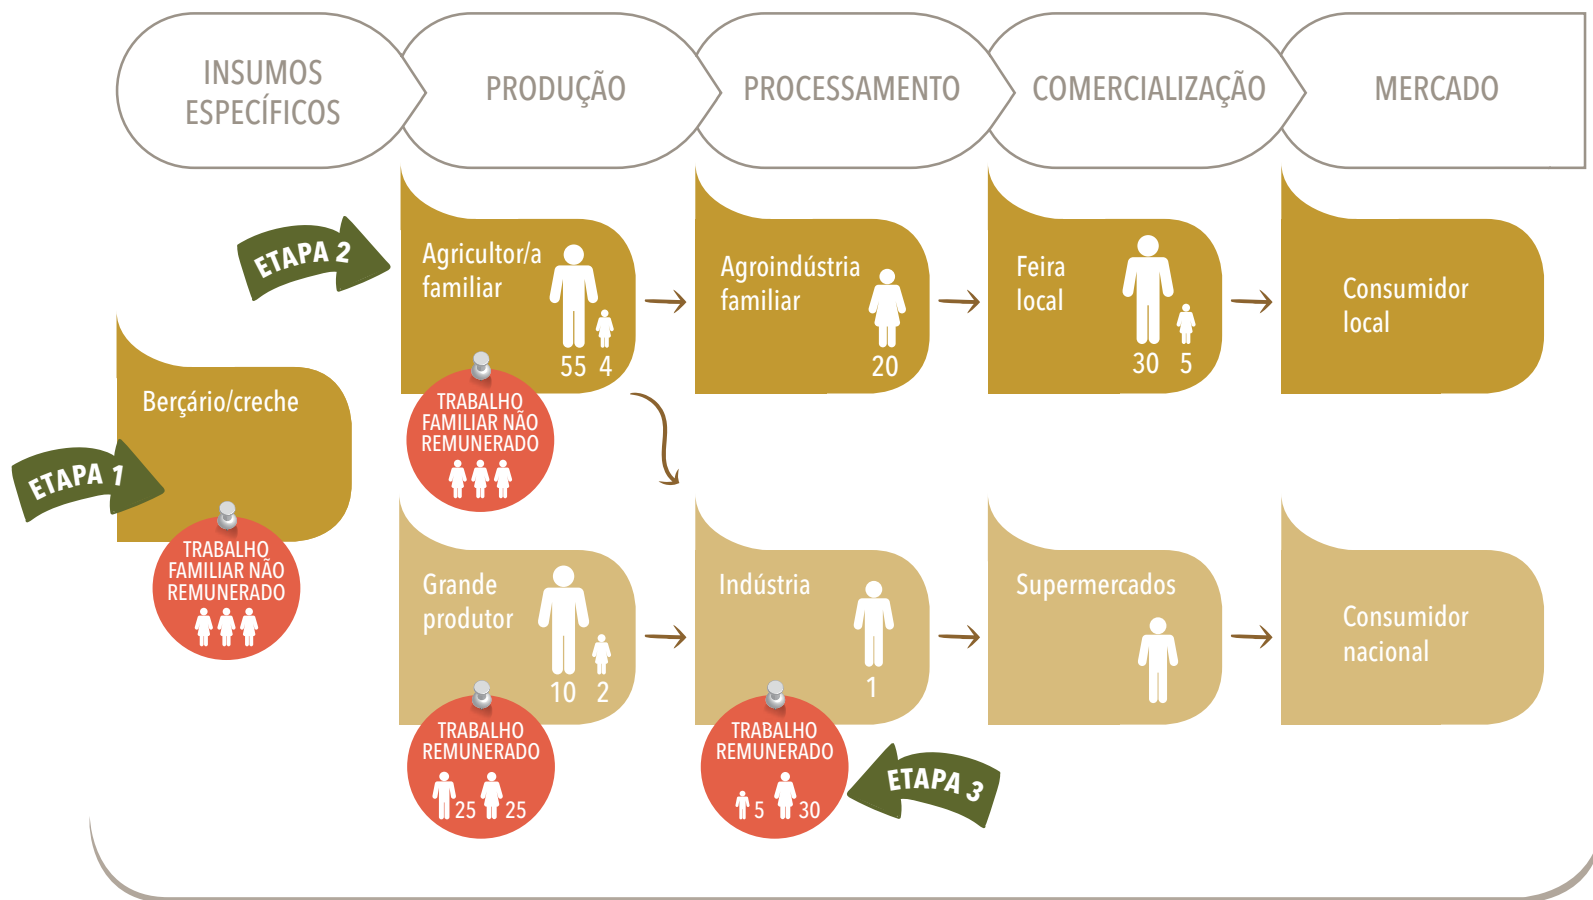 INSUMOS
ESPECÍFICOS
PRODUÇÃO
PROCESSAMENTO
COMERCIALIZAÇÃO
MERCADO
ETAPA 2
Agricultor/a
familiar
55 4
TRABALHO
FAMILIAR NÃO
REMUNERADO
Agroindústria
familiar
20
Feira
local
30 5
Consumidor
local
Berçário/creche
ETAPA 1
TRABALHO
FAMILIAR NÃO
REMUNERADO
Grande
produtor
10 2
TRABALHO
REMUNERADO
25 25
Indústria
1
TRABALHO
REMUNERADO
5 30
ETAPA 3
Supermercados
Consumidor
nacional